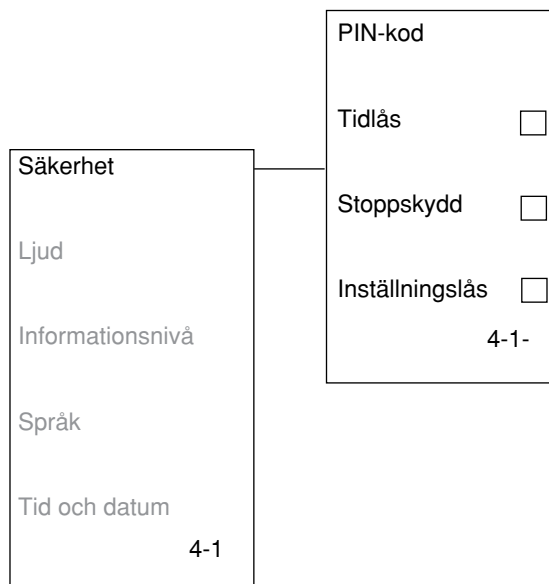 Säkerhet
Ljud
Informationsnivå
Språk
Tid och datum
4-1
PIN-kod
Tidlås
Stoppskydd
Inställningslås
4-1-